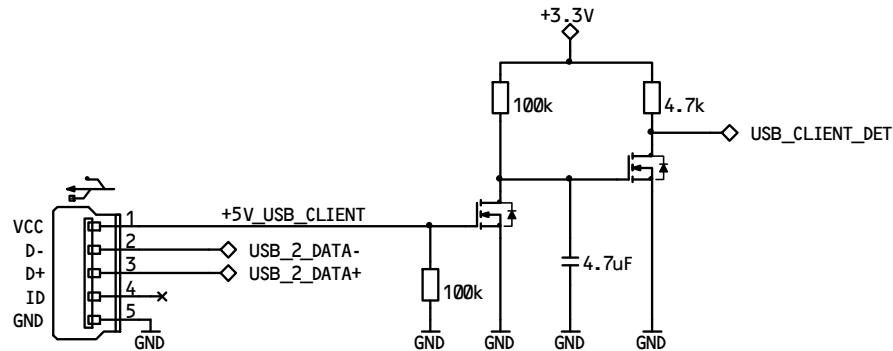 +3.3V
100k
4.7k
USB_CLIENT_DET
+5V_USB_CLIENT
VCC
1
D-
2
USB_2_DATA-
D+
3
USB_2_DATA+
ID
4
GND
5
100k
4.7uF
GND
GND
GND
GND
GND